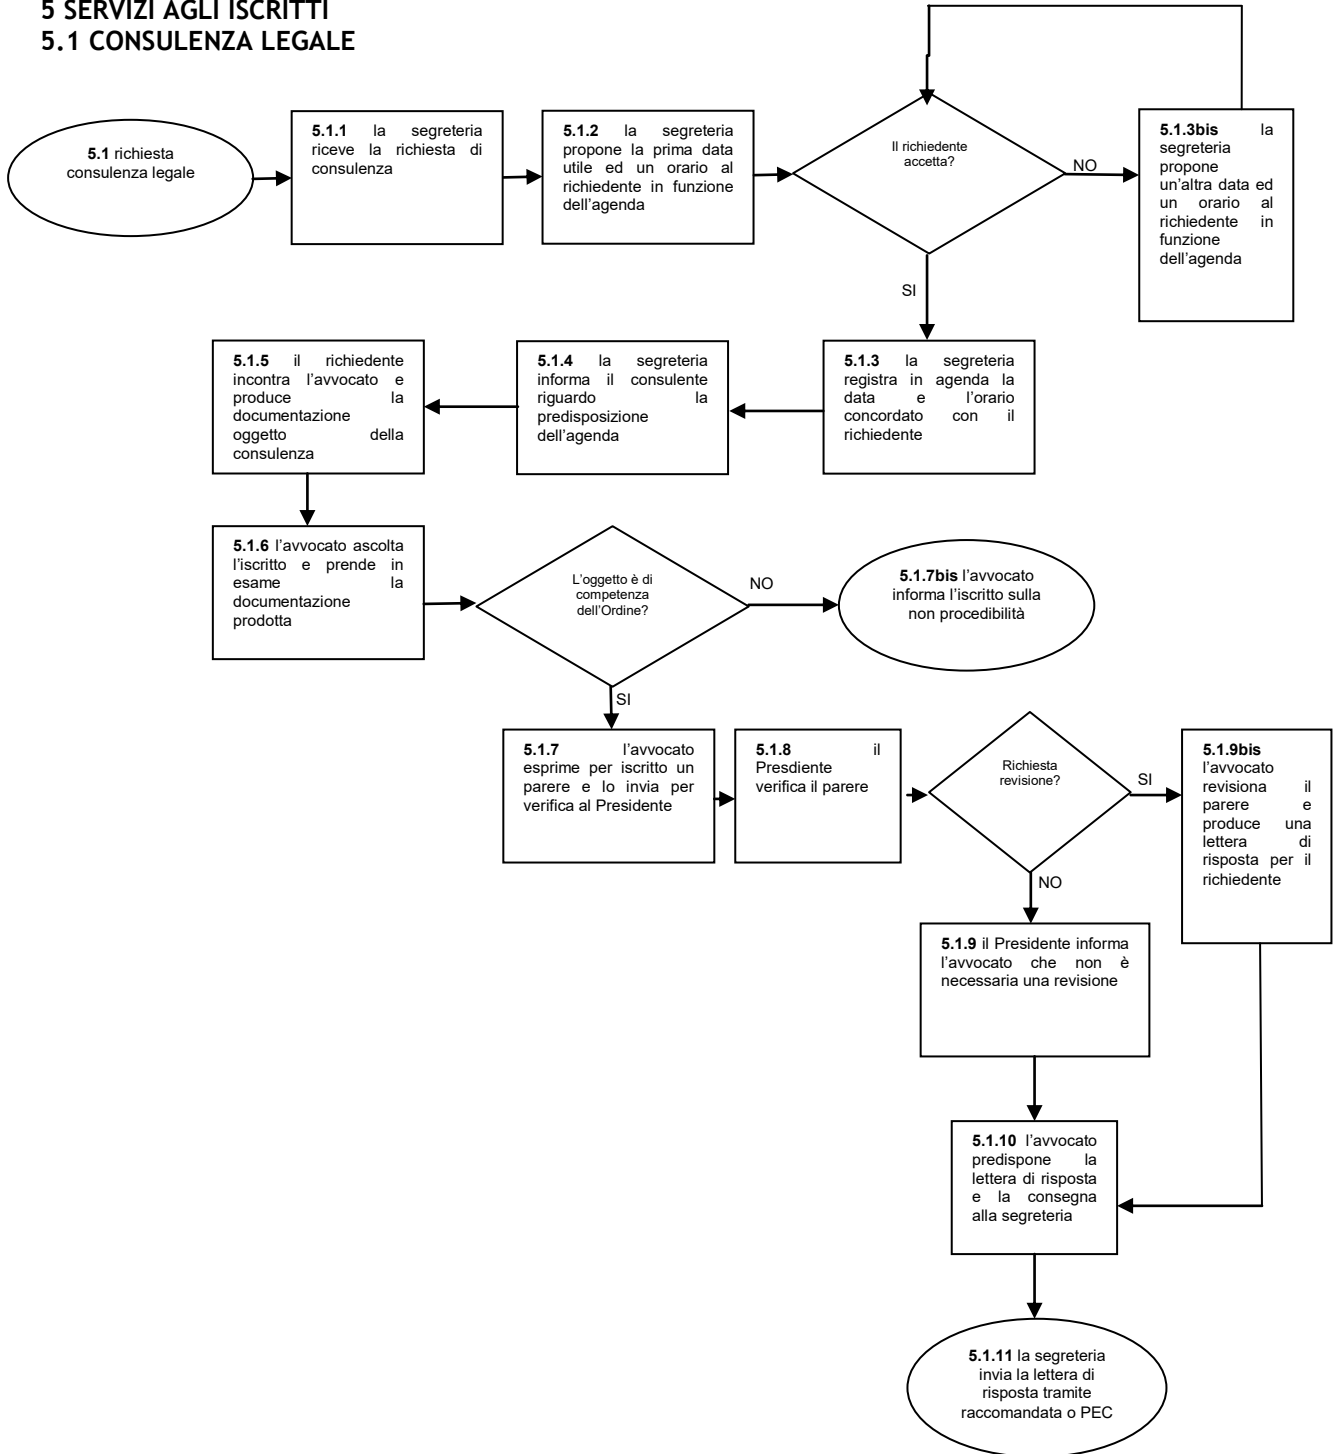 5 SERVIZI AGLI ISCRITTI
5.1 CONSULENZA LEGALE
5.1 richiesta
consulenza legale
5.1.1 la segreteria
riceve la richiesta di
consulenza
5.1.2 la segreteria
propone la prima data
utile ed un orario al
richiedente in funzione
dell’agenda
Il richiedente
accetta?
NO
5.1.3bis la
segreteria
propone
un’altra data ed
un orario al
richiedente in
funzione
dell’agenda
SI
5.1.5 il richiedente
incontra l’avvocato e
produce la
documentazione
oggetto della
consulenza
5.1.4 la segreteria
informa il consulente
riguardo la
predisposizione
dell’agenda
5.1.3 la segreteria
registra in agenda la
data e l’orario
concordato con il
richiedente
5.1.6 l’avvocato ascolta
l’iscritto e prende in
esame la
documentazione
prodotta
L’oggetto è di
competenza
dell’Ordine?
NO
5.1.7bis l’avvocato
informa l’iscritto sulla
non procedibilità
SI
5.1.7 l’avvocato
esprime per iscritto un
parere e lo invia per
verifica al Presidente
5.1.8 il
Presdiente
verifica il parere
Richiesta
revisione?
SI
5.1.9bis
l’avvocato
revisiona il
parere e
produce una
lettera di
risposta per il
richiedente
NO
5.1.9 il Presidente informa
l’avvocato che non è
necessaria una revisione
5.1.10 l’avvocato
predispone la
lettera di risposta
e la consegna
alla segreteria
5.1.11 la segreteria
invia la lettera di
risposta tramite
raccomandata o PEC